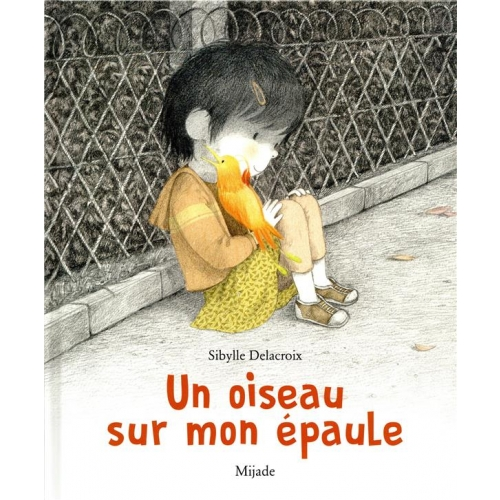 Sibylle Delacroix
Un oiseau
sur mon épaule
Mijade